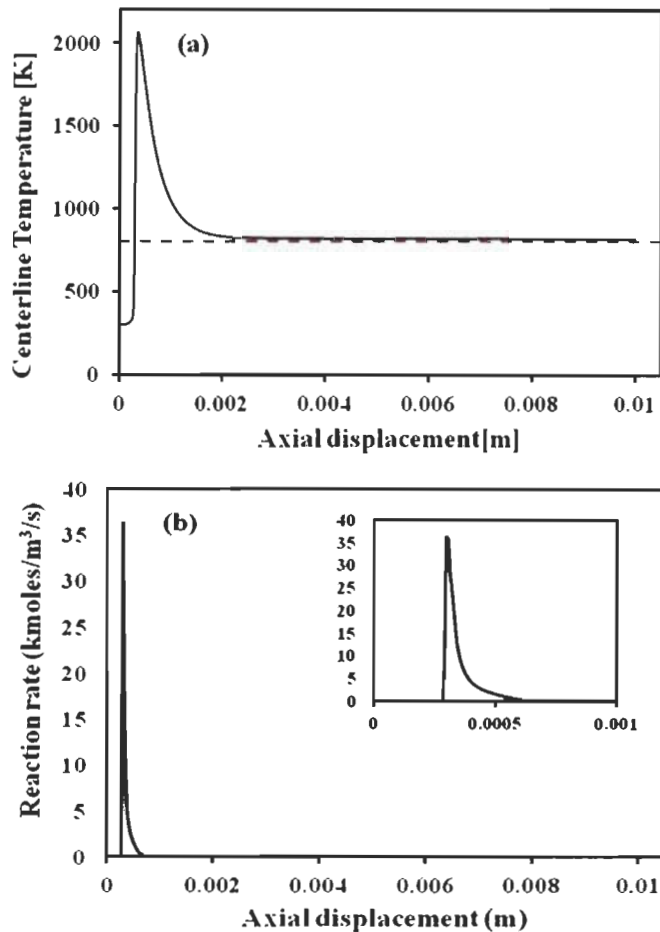 (a)
Centerline Temperature [K]
2000
1500
1000
500
0
0 0.002 0.004 0.006 0.008 0.01
Axial displacement[m]
(b)
Reaction rate (kmoles/m³/s)
40
35
30
25
20
15
10
5
0
40
35
30
25
20
15
10
5
0
0 0.0005 0.001
0 0.002 0.004 0.006 0.008 0.01
Axial displacement (m)